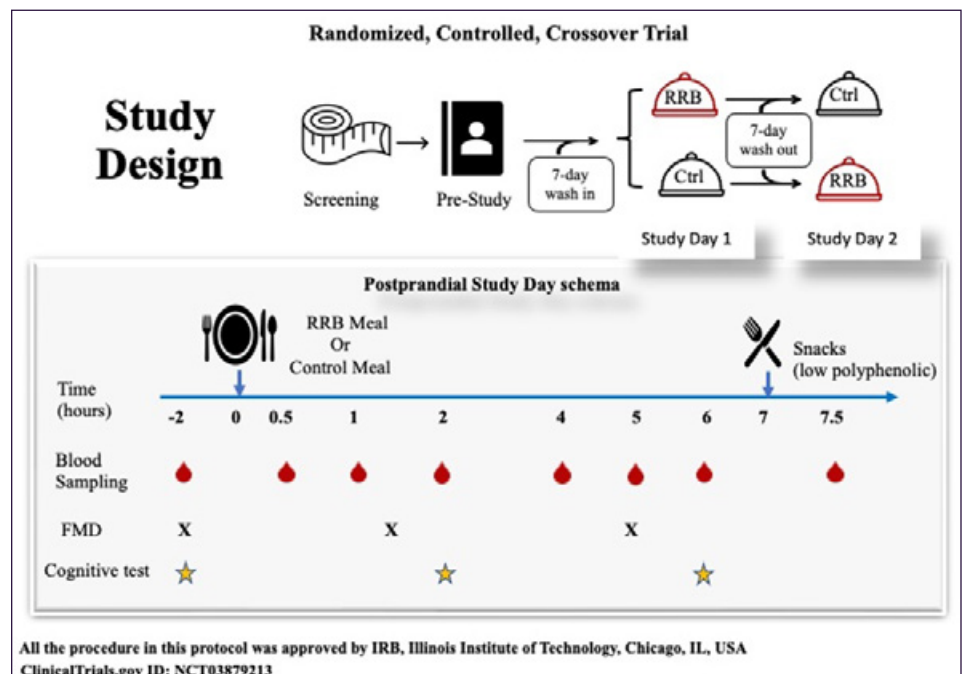 Randomized, Controlled, Crossover Trial
Study
Design
Screening
Pre-Study
7-day
wash in
RRB
Ctrl
7-day
wash out
Ctrl
RRB
Study Day 1
Study Day 2
Postprandial Study Day schema
RRB Meal
Or
Control Meal
Snacks
(low polyphenolic)
Time
(hours)
-2 0 0.5 1 2 4 5 6 7 7.5
Blood
Sampling
FMD X X X
Cognitive test
All the procedure in this protocol was approved by IRB, Illinois Institute of Technology, Chicago, IL, USA
ClinicalTrials.gov ID: NCT03879213